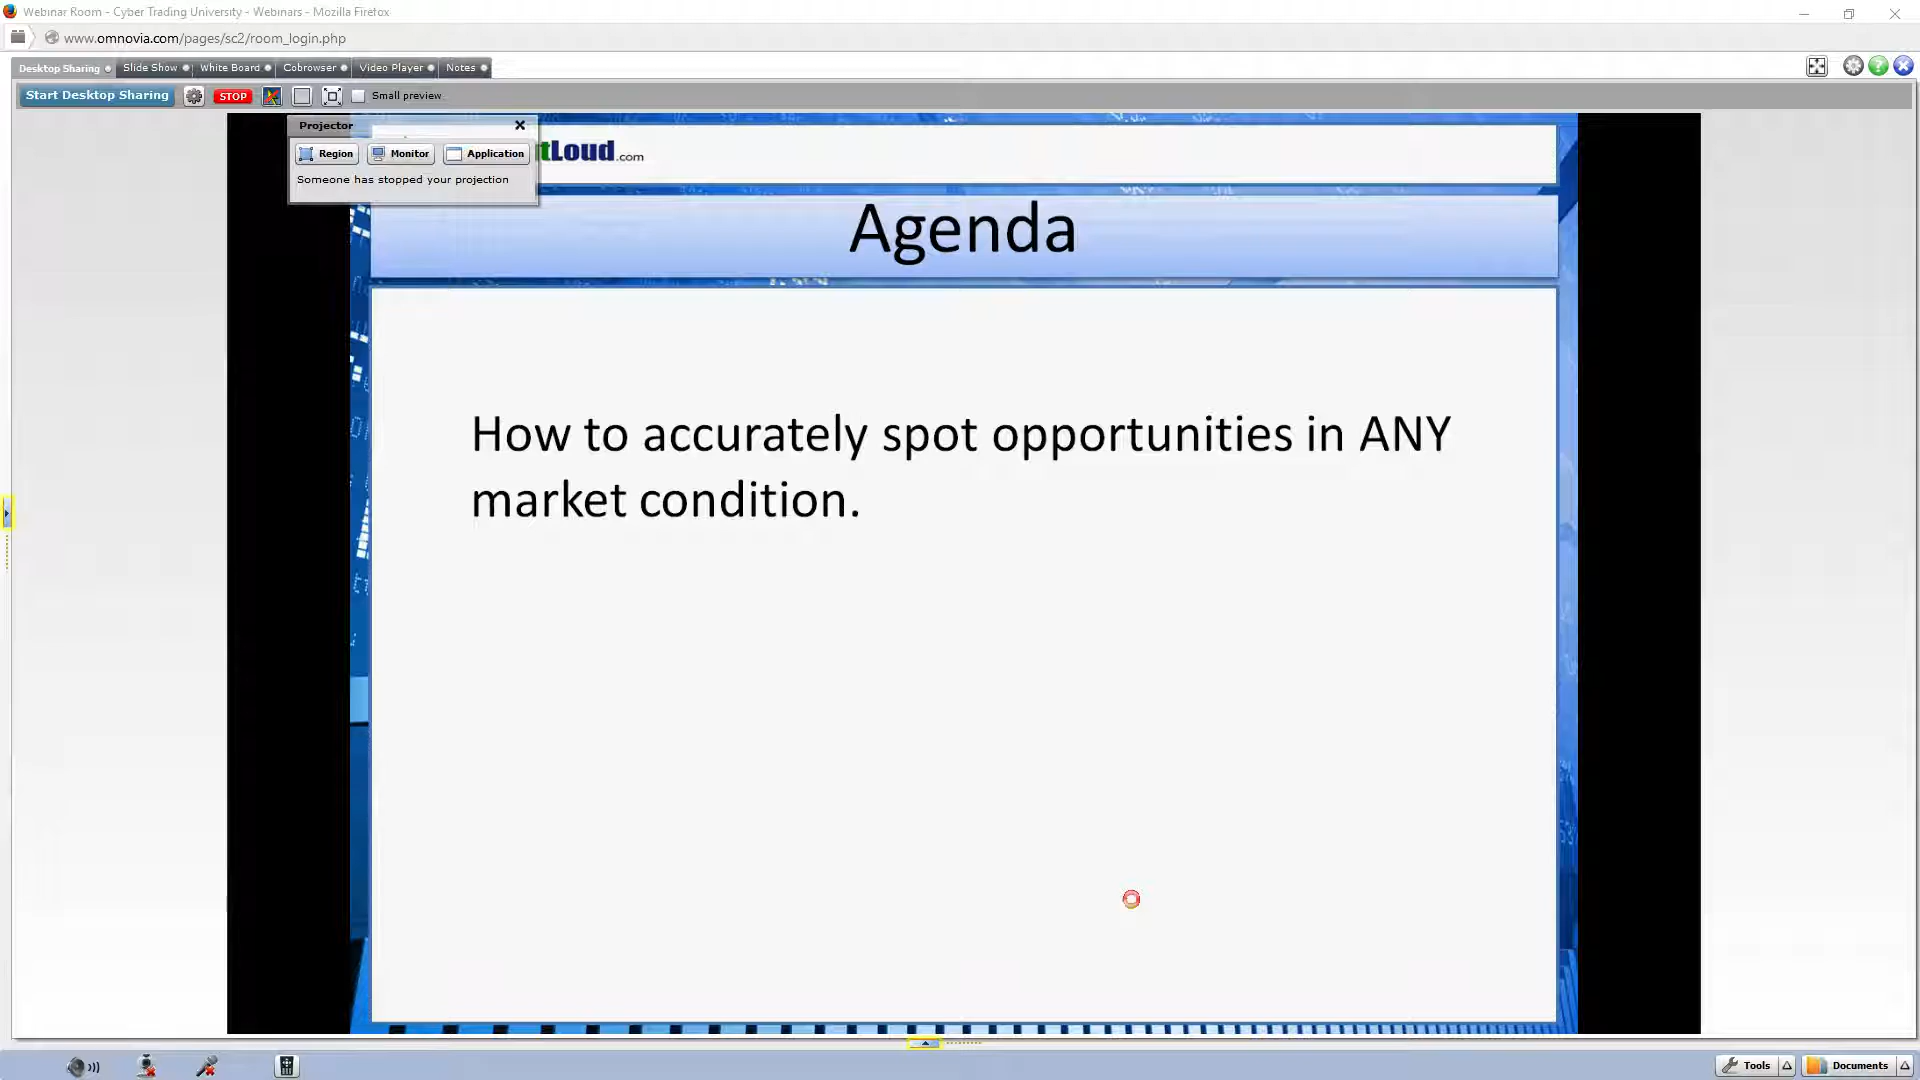 Webinar Room - Cyber Trading University - Webinars - Mozilla Firefox
www.omnovia.com/pages/sc2/room_login.php
Desktop Sharing Slide Show White Board Cobrowser Video Player Notes
Start Desktop Sharing STOP Small preview
Projector
Region Monitor Application
Someone has stopped your projection
tLoud.com
Agenda
How to accurately spot opportunities in ANY
market condition.
Tools Documents